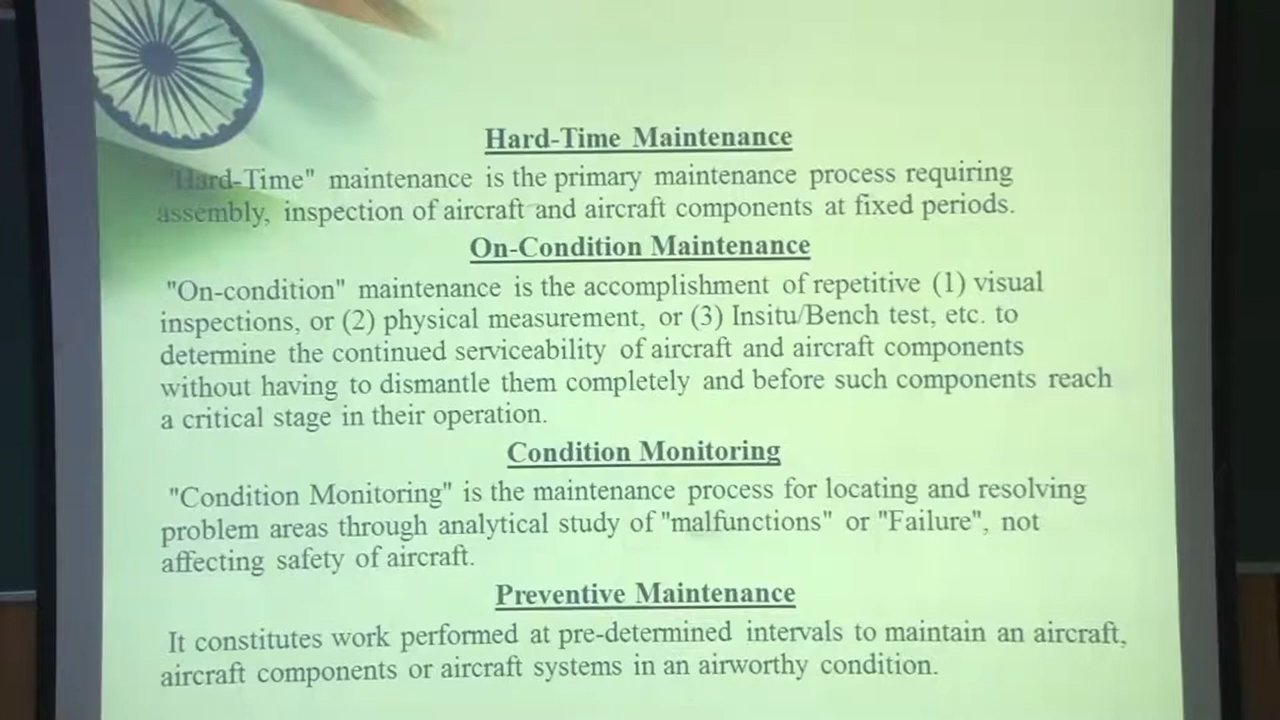 Hard-Time Maintenance
"Hard-Time" maintenance is the primary maintenance process requiring
assembly, inspection of aircraft and aircraft components at fixed periods.
On-Condition Maintenance
"On-condition" maintenance is the accomplishment of repetitive (1) visual
inspections, or (2) physical measurement, or (3) Insitu/Bench test, etc. to
determine the continued serviceability of aircraft and aircraft components
without having to dismantle them completely and before such components reach
a critical stage in their operation.
Condition Monitoring
"Condition Monitoring" is the maintenance process for locating and resolving
problem areas through analytical study of "malfunctions" or "Failure", not
affecting safety of aircraft.
Preventive Maintenance
It constitutes work performed at pre-determined intervals to maintain an aircraft,
aircraft components or aircraft systems in an airworthy condition.